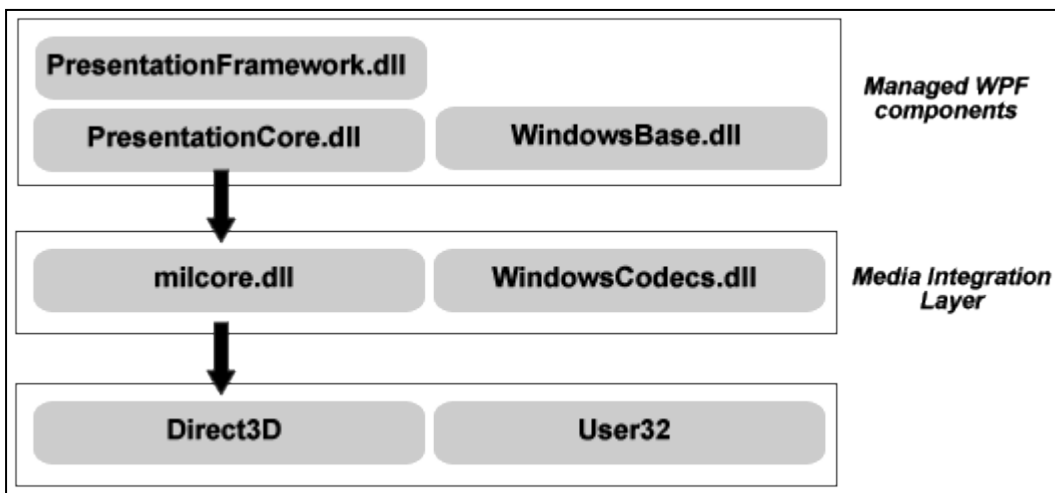 PresentationFramework.dll
Managed WPF
components
PresentationCore.dll
WindowsBase.dll
milcore.dll
WindowsCodecs.dll
Media Integration
Layer
Direct3D
User32